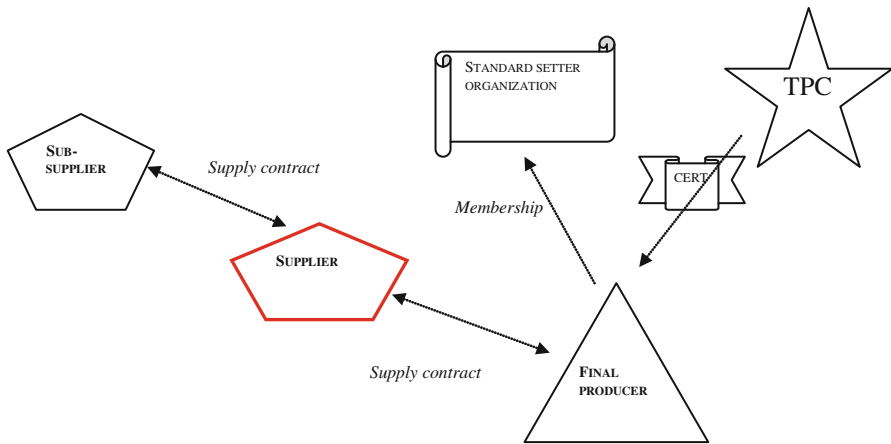 STANDARD SETTER
ORGANIZATION
TPC
SUB-
SUPPLIER
Supply contract
CERT
Membership
SUPPLIER
Supply contract
FINAL
PRODUCER